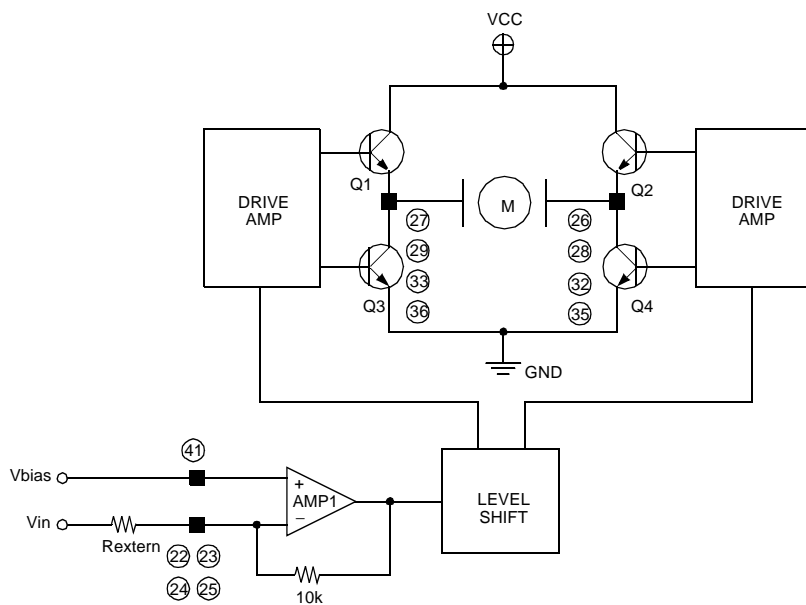 VCC
Q1
Q2
DRIVE
AMP
M
DRIVE
AMP
27
26
29
28
33
32
36
35
Q3
Q4
GND
41
Vbias
+
AMP1
−
LEVEL
SHIFT
Vin
Rextern
22 23
24 25
10k